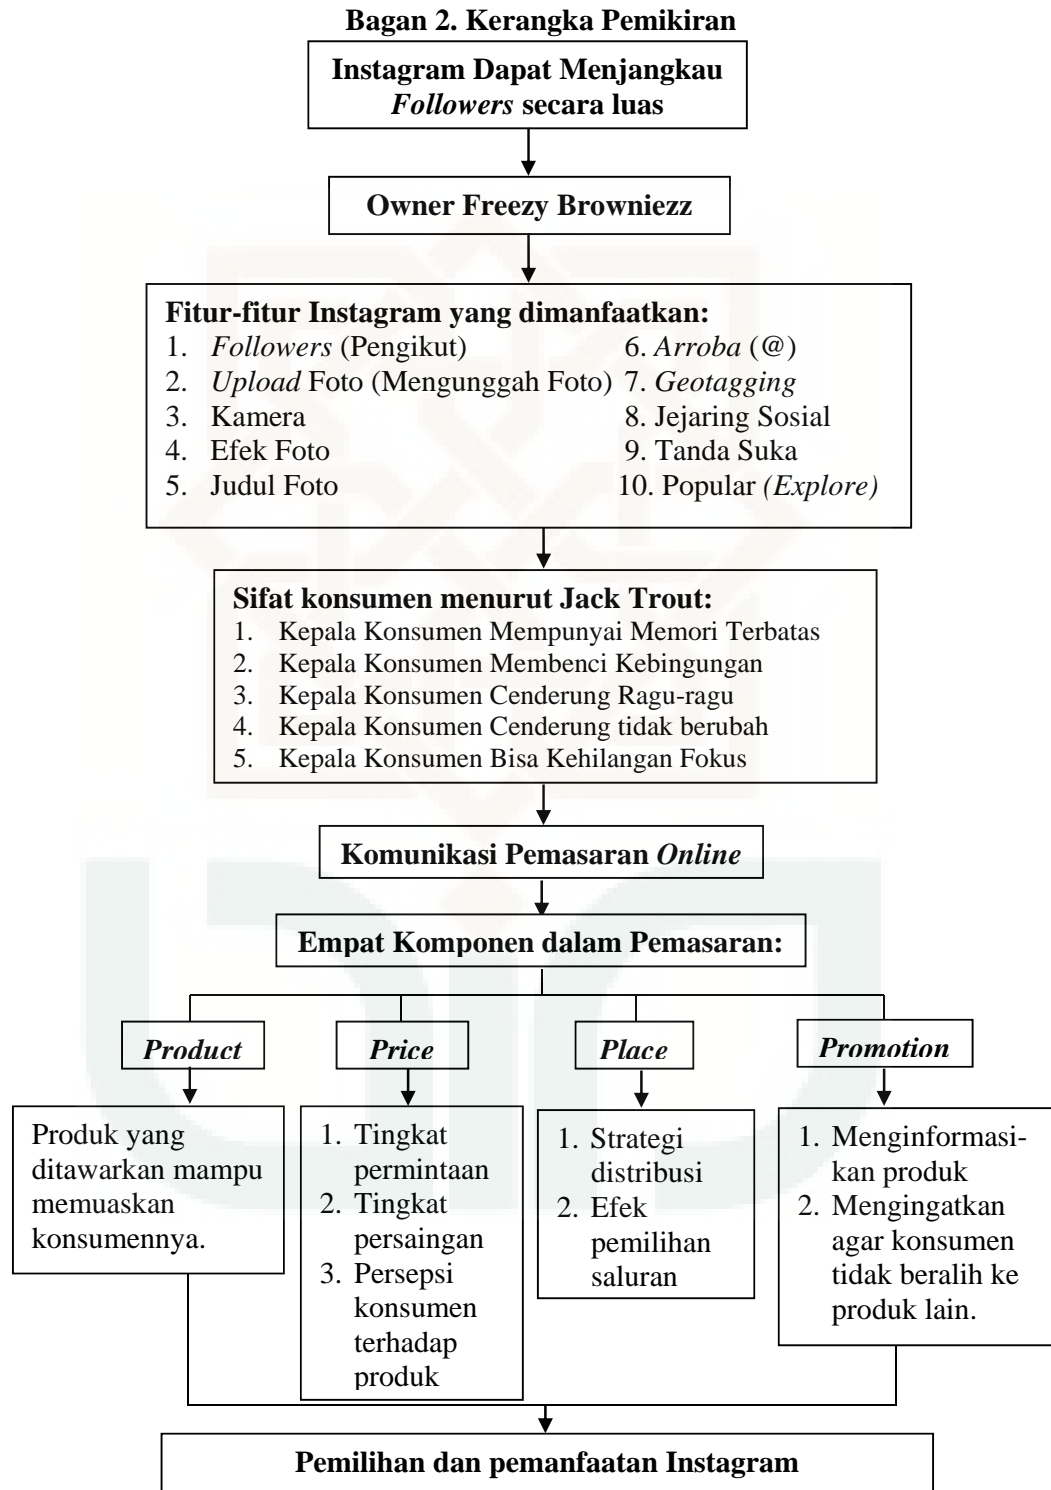 Bagan 2. Kerangka Pemikiran
Instagram Dapat Menjangkau
Followers secara luas
Owner Freezy Browniezz
Fitur-fitur Instagram yang dimanfaatkan:
1. Followers (Pengikut)
2. Upload Foto (Mengunggah Foto)
3. Kamera
4. Efek Foto
5. Judul Foto
6. Arroba (@)
7. Geotagging
8. Jejaring Sosial
9. Tanda Suka
10. Popular (Explore)
Sifat konsumen menurut Jack Trout:
1. Kepala Konsumen Mempunyai Memori Terbatas
2. Kepala Konsumen Membenci Kebingungan
3. Kepala Konsumen Cenderung Ragu-ragu
4. Kepala Konsumen Cenderung tidak berubah
5. Kepala Konsumen Bisa Kehilangan Fokus
Komunikasi Pemasaran Online
Empat Komponen dalam Pemasaran:
Product
Price
Place
Promotion
Produk yang
ditawarkan mampu
memuaskan
konsumennya.
1. Tingkat
permintaan
2. Tingkat
persaingan
3. Persepsi
konsumen
terhadap
produk
1. Strategi
distribusi
2. Efek
pemilihan
saluran
1. Menginformasi-
kan produk
2. Mengingatkan
agar konsumen
tidak beralih ke
produk lain.
Pemilihan dan pemanfaatan Instagram